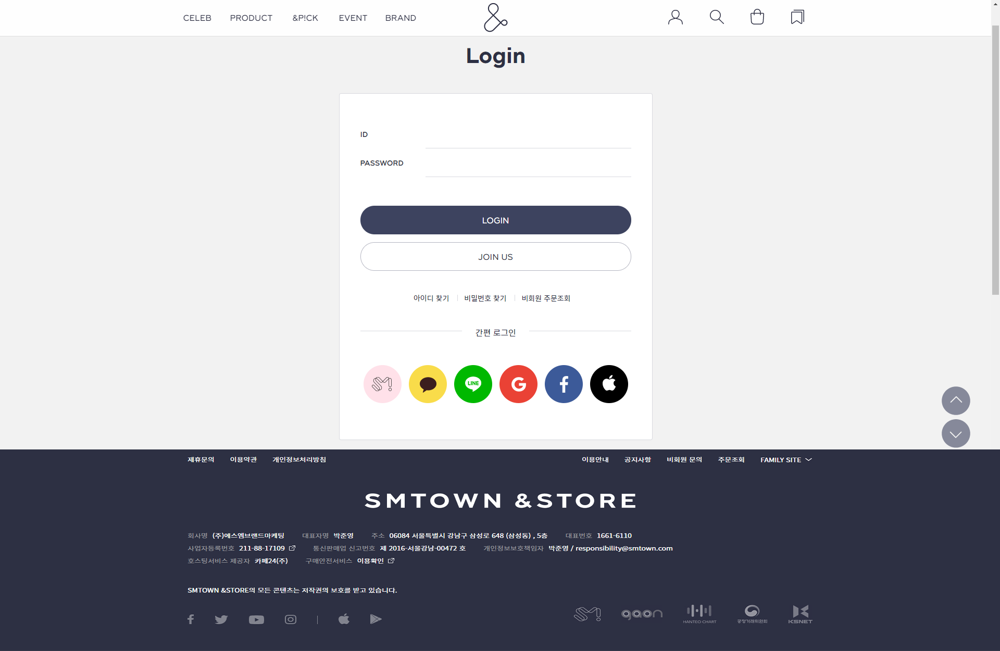 CELEB PRODUCT &P!CK EVENT BRAND
Login
ID
PASSWORD
LOGIN
JOIN US
아이디 찾기 비밀번호 찾기 비회원 주문조회
간편 로그인
SM! LINE G f
제휴문의 이용약관 개인정보처리방침 이용안내 공지사항 비회원 문의 주문조회 FAMILY SITE
SMTOWN &STORE
회사명 (주)에스엠브랜드마케팅 대표자명 박준영 주소 06084 서울특별시 강남구 삼성로 648 (삼성동) , 5층 대표번호 1661-6110
사업자등록번호 211-88-17109 통신판매업 신고번호 제 2016-서울강남-00472 호 개인정보보호책임자 박준영 / responsibility@smtown.com
호스팅서비스 제공자 카페24(주) 구매안전서비스 이용확인
SMTOWN &STORE의 모든 콘텐츠는 저작권의 보호를 받고 있습니다.
SM! gaon HANTEO CHART 공정거래위원회 KSNET